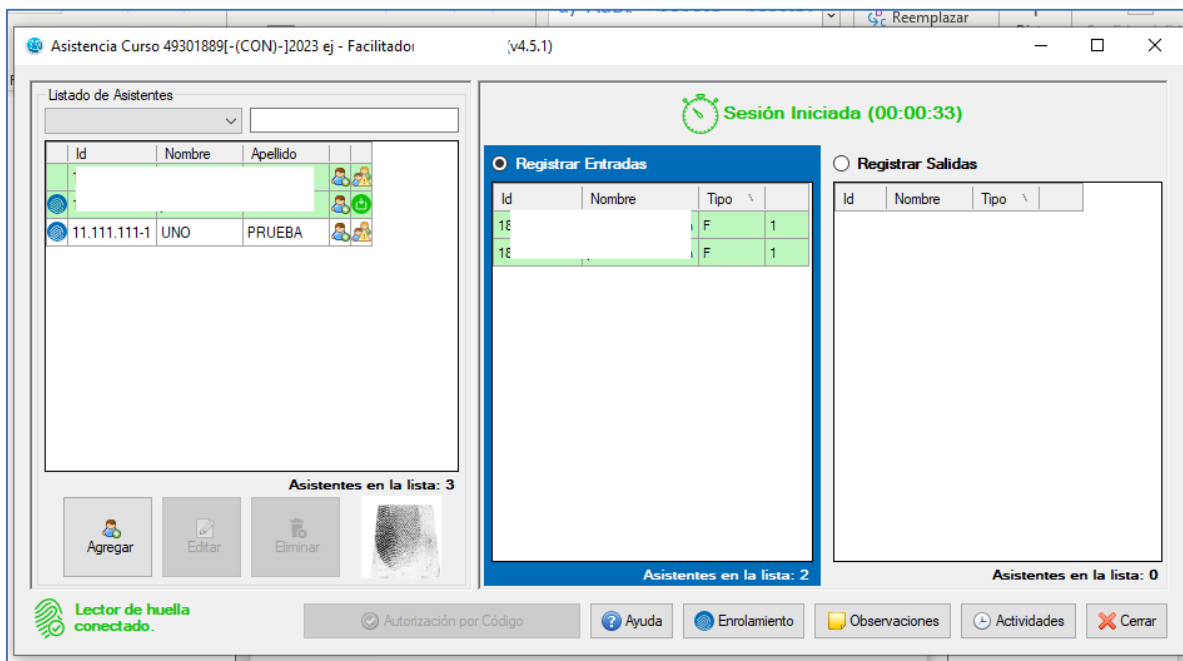 Reemplazar
Asistencia Curso 49301889[-(CON)-]2023 ej - Facilitador (v4.5.1)
Listado de Asistentes
Id Nombre Apellido
11.111.111-1 UNO PRUEBA
Asistentes en la lista: 3
Agregar Editar Eliminar
Sesión Iniciada (00:00:33)
Registrar Entradas
Id Nombre Tipo
18 F 1
18 F 1
Asistentes en la lista: 2
Registrar Salidas
Id Nombre Tipo
Asistentes en la lista: 0
Lector de huella
conectado.
Autorización por Código Ayuda Enrolamiento Observaciones Actividades Cerrar